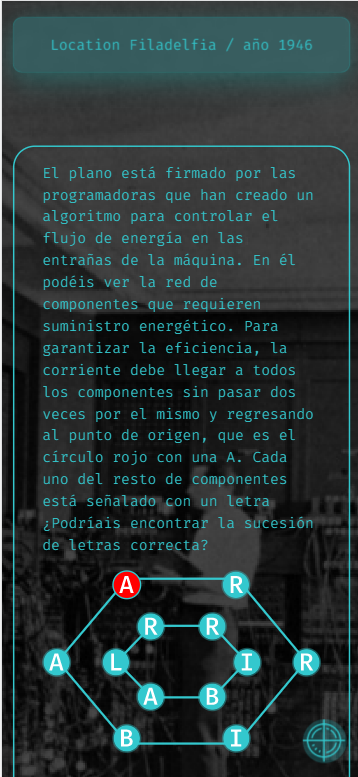 Location Filadelfia / año 1946
El plano está firmado por las
programadoras que han creado un
algoritmo para controlar el
flujo de energía en las
entrañas de la máquina. En él
podéis ver la red de
componentes que requieren
suministro energético. Para
garantizar la eficiencia, la
corriente debe llegar a todos
los componentes sin pasar dos
veces por el mismo y regresando
al punto de origen, que es el
círculo rojo con una A. Cada
uno del resto de componentes
está señalado con un letra
¿Podríais encontrar la sucesión
de letras correcta?
A R
R R
A L I R
A B
B I